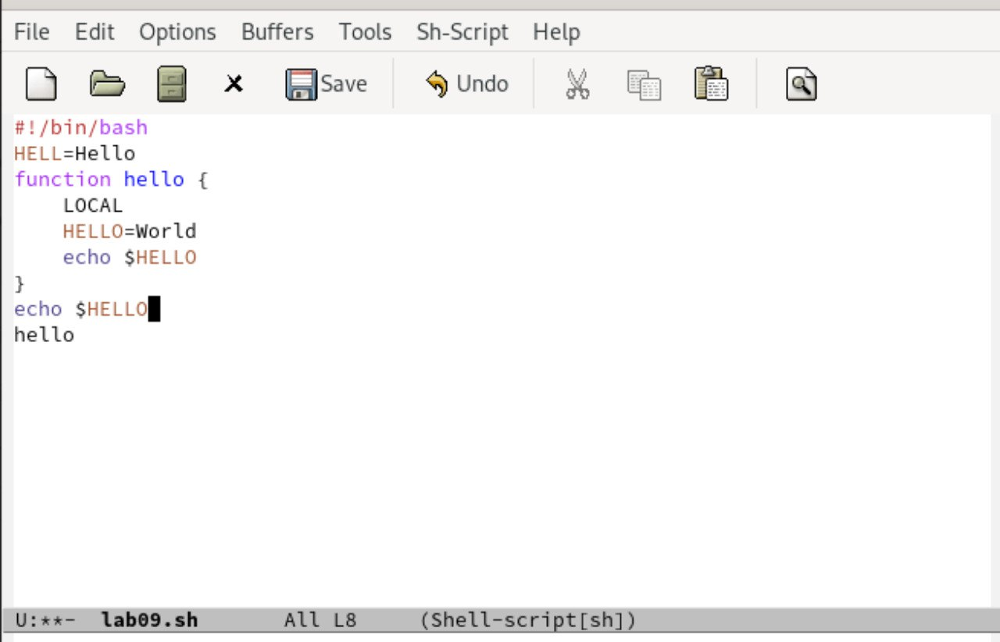 File Edit Options Buffers Tools Sh-Script Help
Save Undo
#!/bin/bash
HELL=Hello
function hello {
    LOCAL
    HELLO=World
    echo $HELLO
}
echo $HELLO
hello
U:**- lab09.sh All L8 (Shell-script[sh])